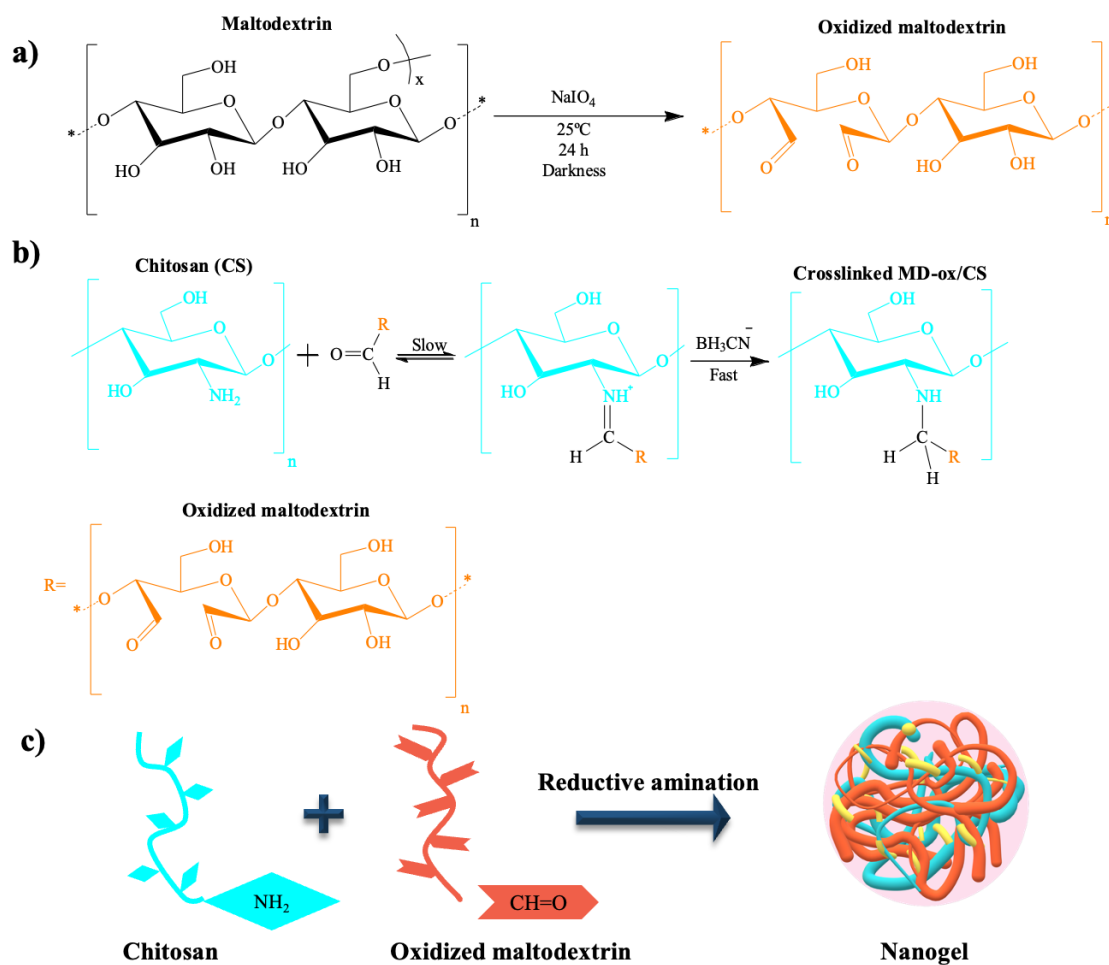 a)
Maltodextrin
OH
O
O
x
O
O
O
O
*
*
HO
OH
HO
OH
n
NaIO4
25ºC
24 h
Darkness
Oxidized maltodextrin
OH
OH
O
O
O
O
O
*
O
O
HO
OH
n
b)
Chitosan (CS)
OH
O
O
HO
NH2
n
+
O
R
C
H
Slow
OH
O
O
HO
NH+
C
H
R
BH3CN−
Fast
Crosslinked MD-ox/CS
OH
O
O
HO
NH
C
H
R
H
Oxidized maltodextrin
R=
OH
OH
*
*
O
O
O
O
O
O
O
HO
OH
n
c)
Reductive amination
+
NH2
CH=O
Chitosan
Oxidized maltodextrin
Nanogel